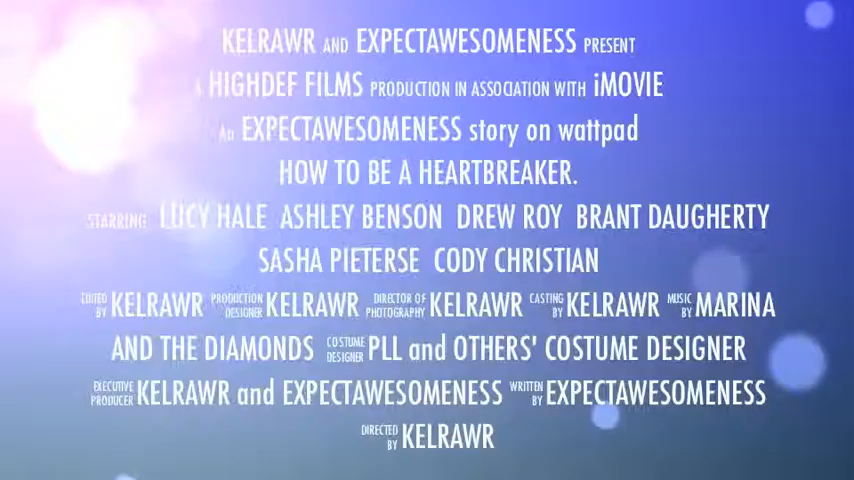 KELRAWR AND EXPECTAWESOMENESS PRESENT
A HIGHDEF FILMS PRODUCTION IN ASSOCIATION WITH iMOVIE
An EXPECTAWESOMENESS story on wattpad
HOW TO BE A HEARTBREAKER.
STARRING LUCY HALE ASHLEY BENSON DREW ROY BRANT DAUGHERTY
SASHA PIETERSE CODY CHRISTIAN
EDITED BY KELRAWR PRODUCTION DESIGNER KELRAWR DIRECTOR OF PHOTOGRAPHY KELRAWR CASTING BY KELRAWR MUSIC BY MARINA
AND THE DIAMONDS COSTUME DESIGNER PLL and OTHERS' COSTUME DESIGNER
EXECUTIVE PRODUCER KELRAWR and EXPECTAWESOMENESS WRITTEN BY EXPECTAWESOMENESS
DIRECTED BY KELRAWR